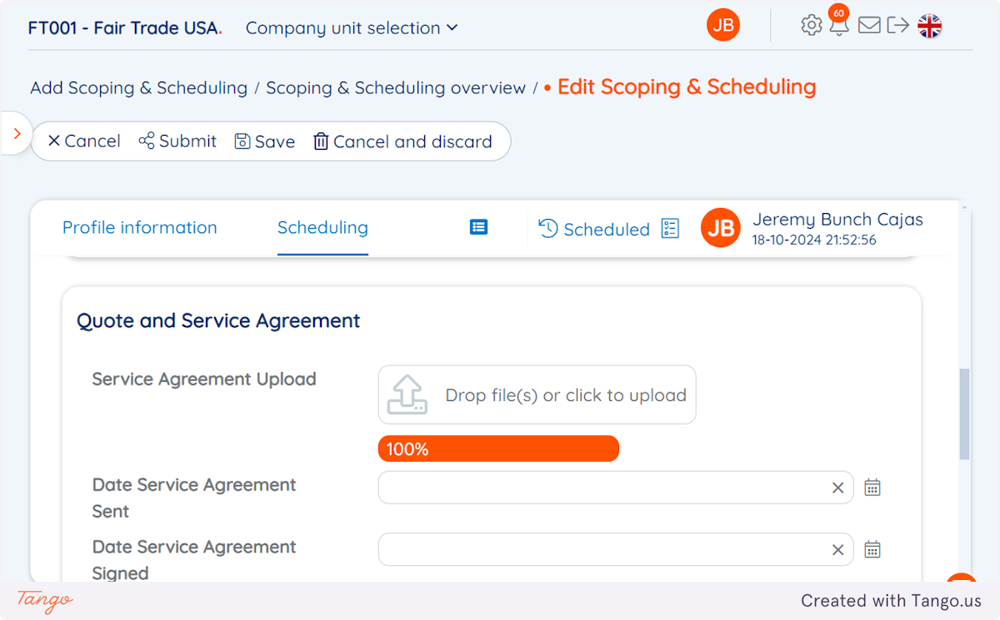 FT001 - Fair Trade USA. Company unit selection JB 60
Add Scoping & Scheduling / Scoping & Scheduling overview / • Edit Scoping & Scheduling
Cancel Submit Save Cancel and discard
Profile information Scheduling Scheduled JB Jeremy Bunch Cajas
18-10-2024 21:52:56
Quote and Service Agreement
Service Agreement Upload Drop file(s) or click to upload
100%
Date Service Agreement
Sent
Date Service Agreement
Signed
Tango Created with Tango.us